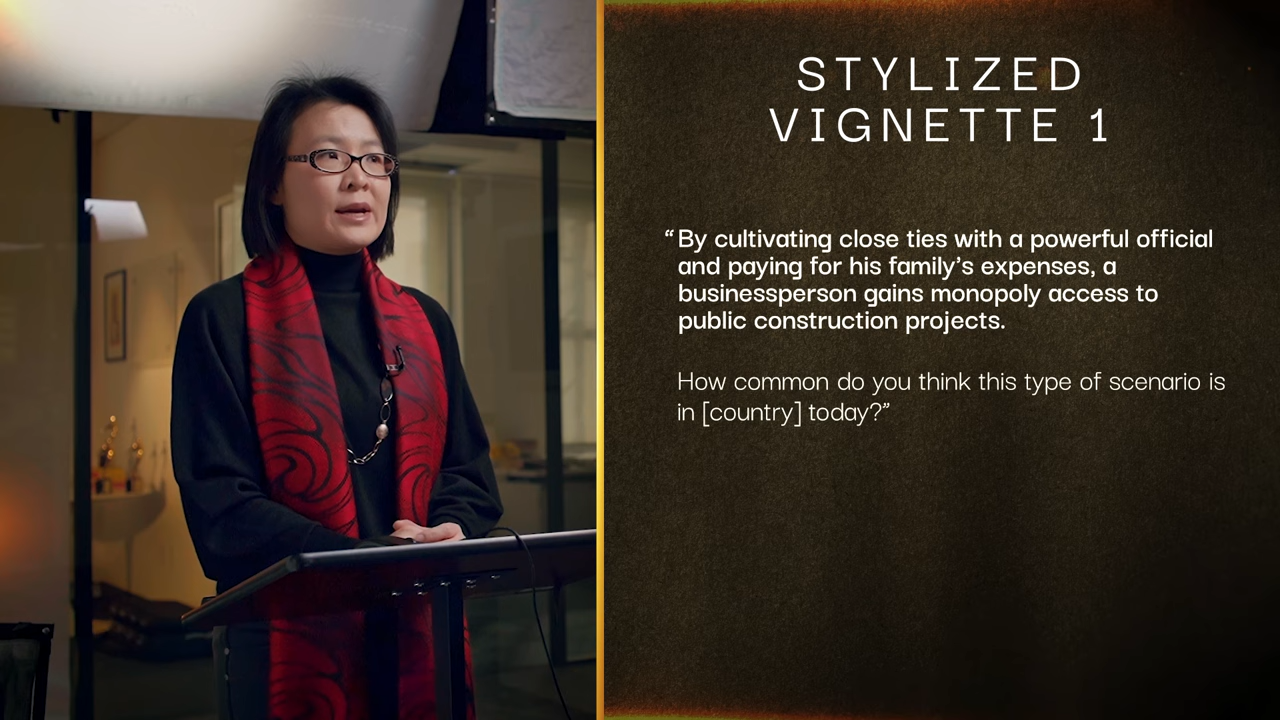 STYLIZED
VIGNETTE 1
“By cultivating close ties with a powerful official
and paying for his family’s expenses, a
businessperson gains monopoly access to
public construction projects.
How common do you think this type of scenario is
in [country] today?”